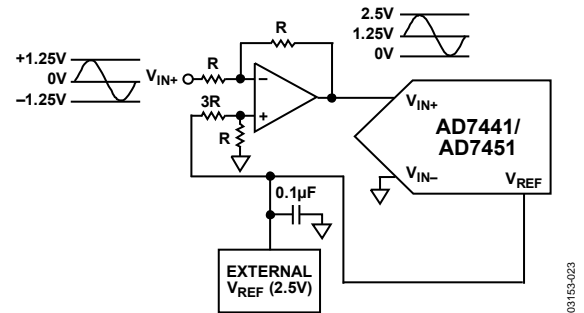 2.5V
1.25V
0V
+1.25V
0V
–1.25V
VIN+
R
R
3R
R
VIN+
AD7441/
AD7451
VIN–
VREF
0.1µF
EXTERNAL
VREF (2.5V)
03153-023